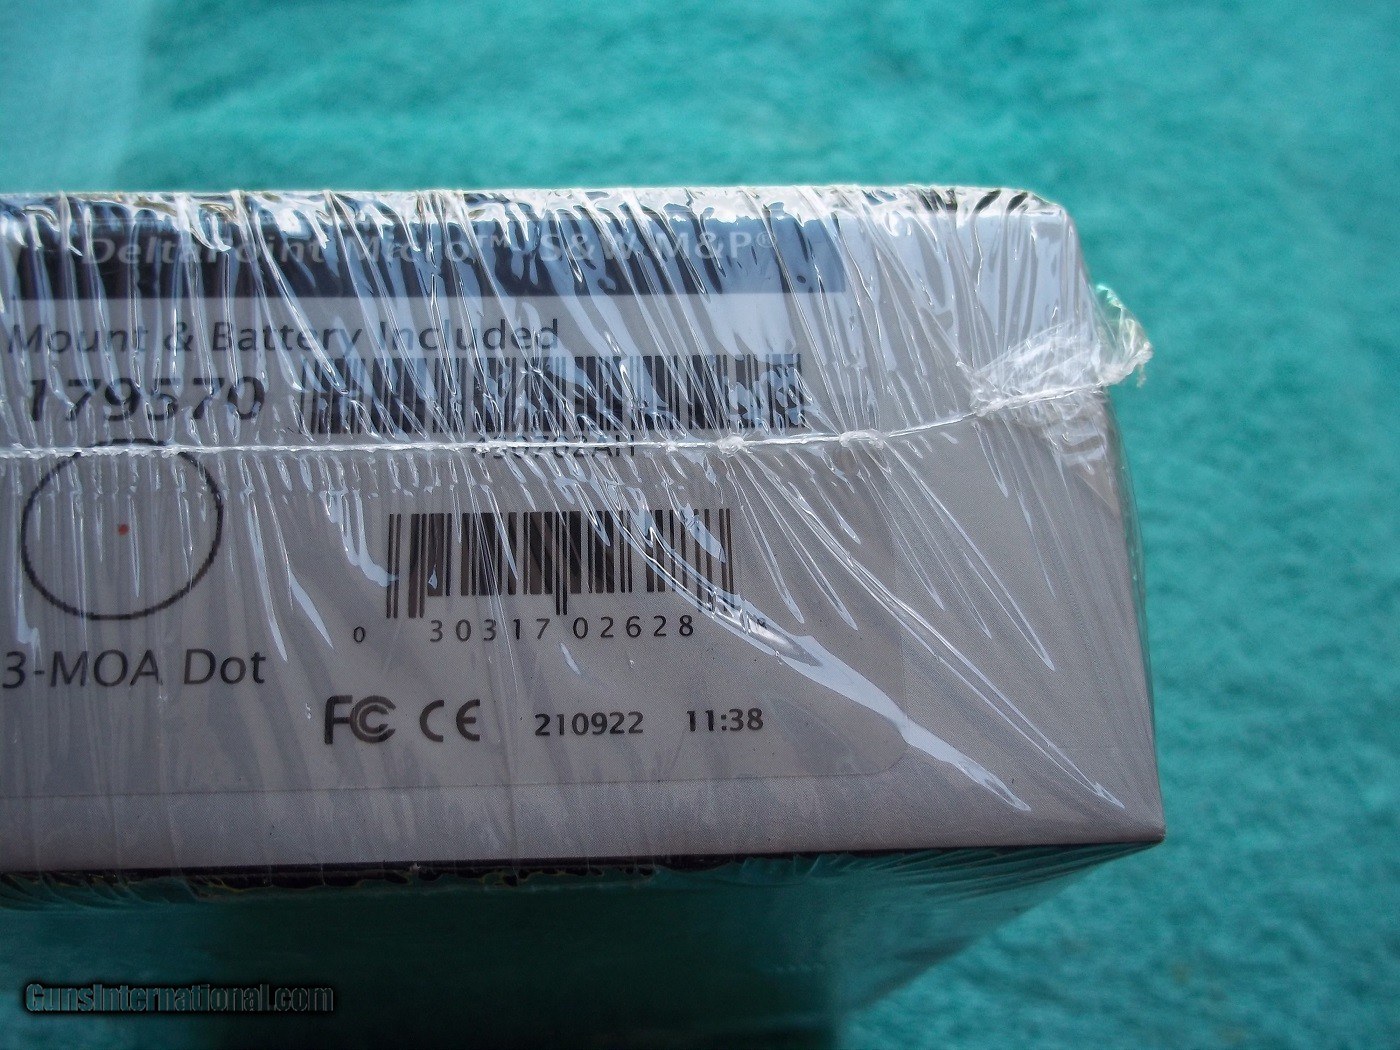 DeltaPoint Micro™ - S&W M&P®
Mount & Battery Included
179570
0 30317 02628
3-MOA Dot
FC CE 210922 11:38
GunsInternational.com